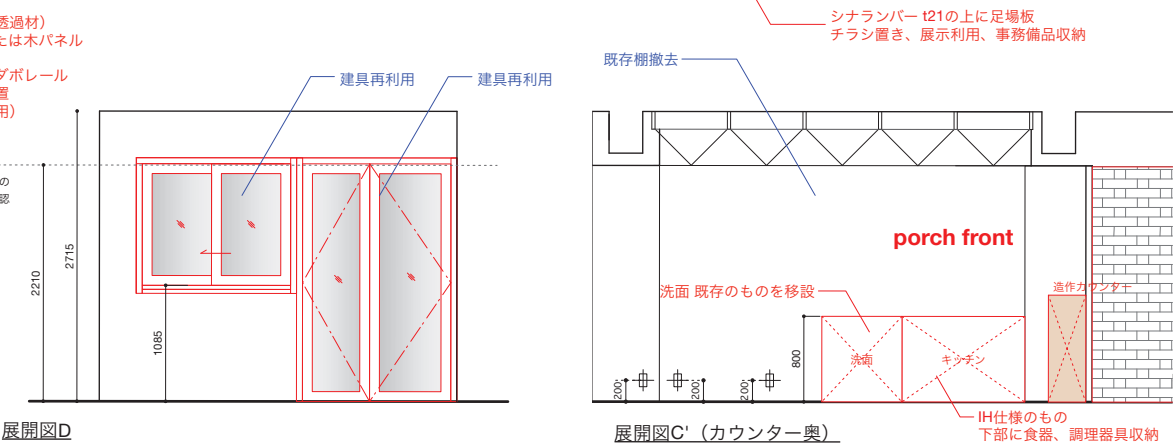 透過材）
たは木パネル
ダボレール
置
用）
の
認
建具再利用
建具再利用
2715
2210
1085
展開図D
シナランバー t21の上に足場板
チラシ置き、展示利用、事務備品収納
既存棚撤去
porch front
洗面 既存のものを移設
造作カウンター
800
洗面
キッチン
200
200
200
IH仕様のもの
下部に食器、調理器具収納
展開図C'（カウンター奥）